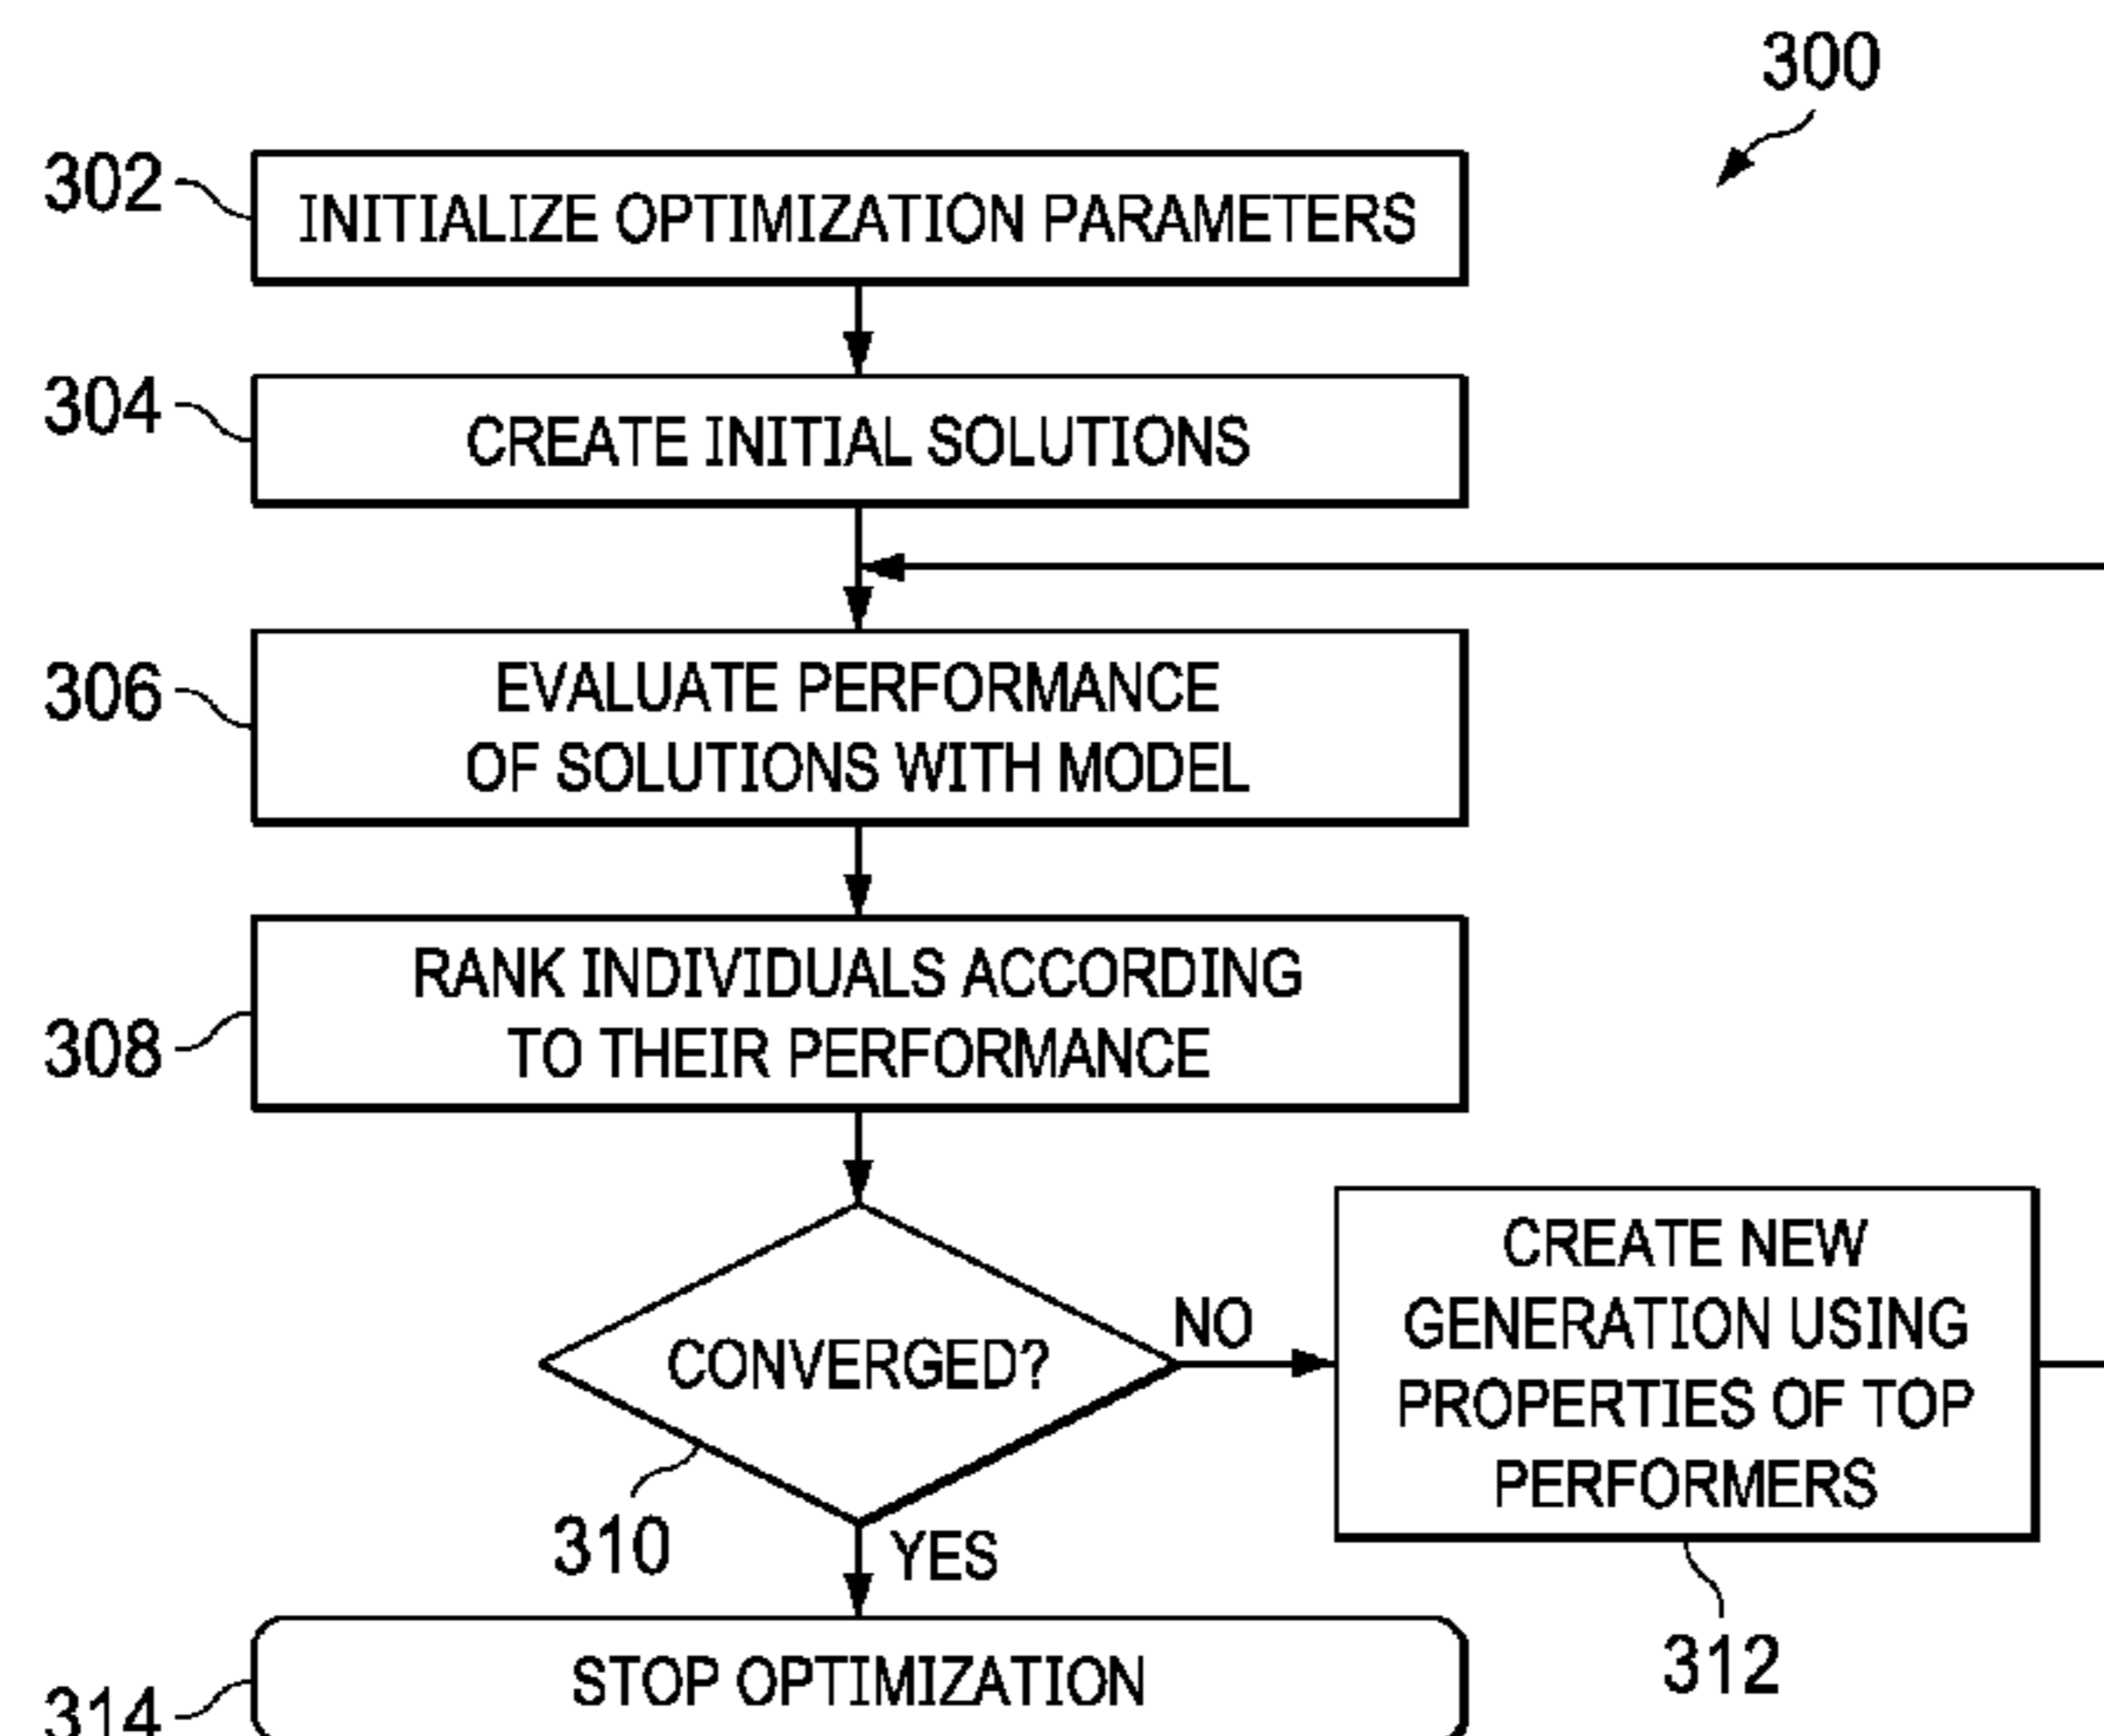 300
302
INITIALIZE OPTIMIZATION PARAMETERS
304
CREATE INITIAL SOLUTIONS
306
EVALUATE PERFORMANCE
OF SOLUTIONS WITH MODEL
308
RANK INDIVIDUALS ACCORDING
TO THEIR PERFORMANCE
CONVERGED?
310
NO
CREATE NEW
GENERATION USING
PROPERTIES OF TOP
PERFORMERS
312
YES
314
STOP OPTIMIZATION